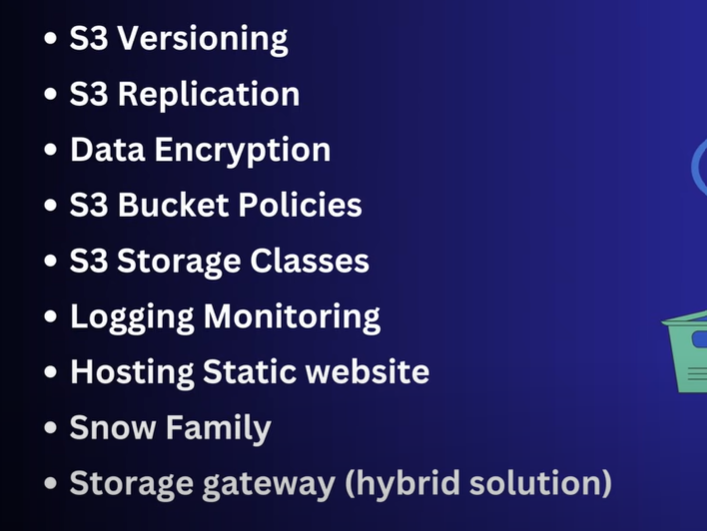 • S3 Versioning
• S3 Replication
• Data Encryption
• S3 Bucket Policies
• S3 Storage Classes
• Logging Monitoring
• Hosting Static website
• Snow Family
• Storage gateway (hybrid solution)